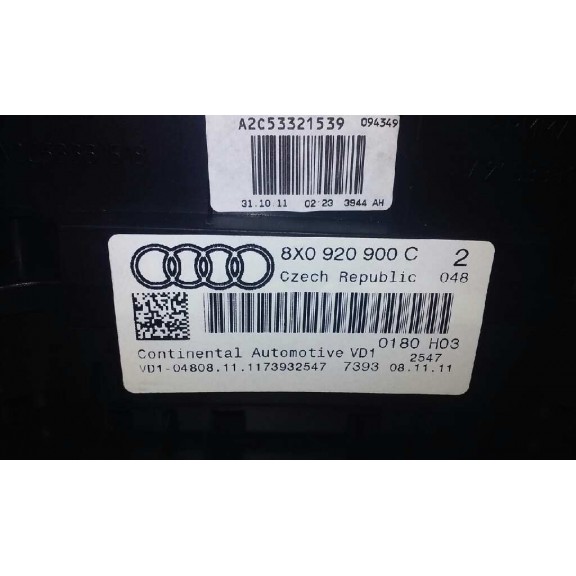 A2C53321539 094349
31.10.11 02:23 3944 AH
8X0 920 900 C 2
Czech Republic 048
0180 H03
Continental Automotive VD1 2547
VD1-04808.11.1173932547 7393 08.11.11